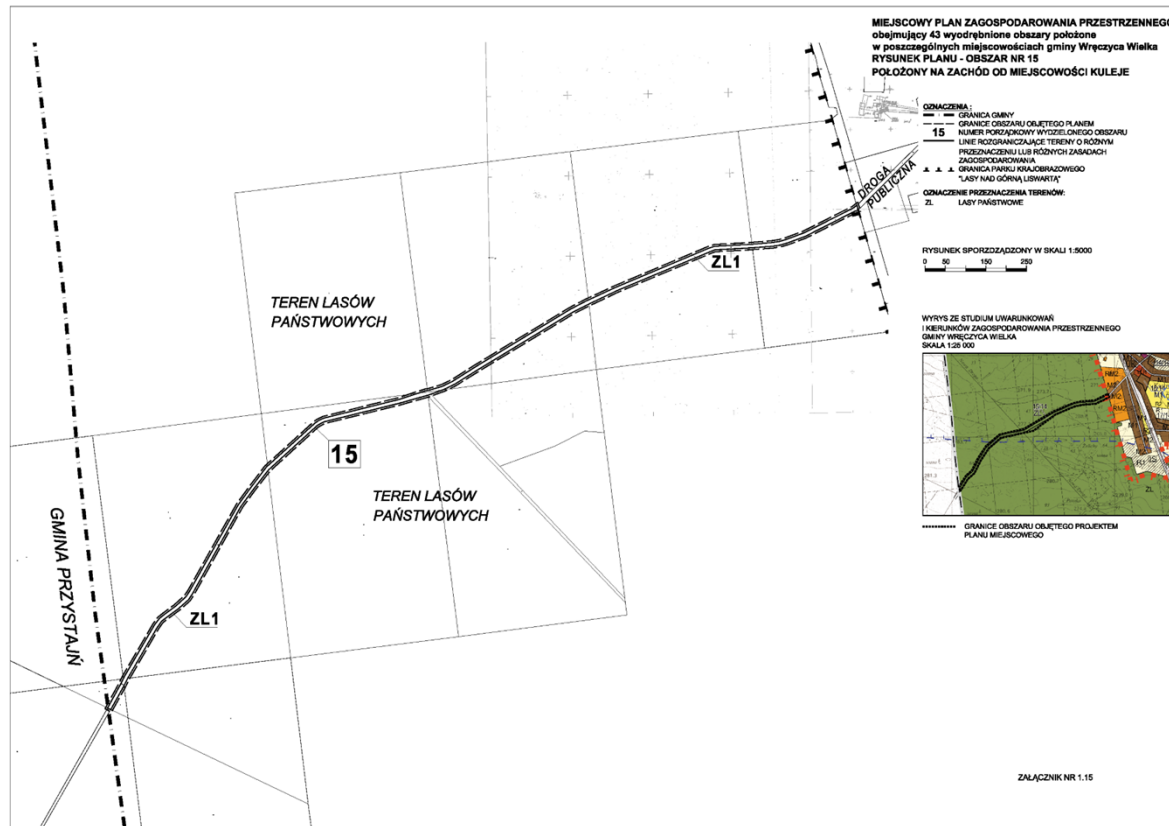 MIEJSCOWY PLAN ZAGOSPODAROWANIA PRZESTRZENNEGO
obejmujący 43 wyodrębnione obszary położone
w poszczególnych miejscowościach gminy Wręczyca Wielka
RYSUNEK PLANU - OBSZAR NR 15
POŁOŻONY NA ZACHÓD OD MIEJSCOWOŚCI KULEJE
OZNACZENIA :
GRANICA GMINY
GRANICE OBSZARU OBJĘTEGO PLANEM
15 NUMER PORZĄDKOWY WYDZIELONEGO OBSZARU
LINIE ROZGRANICZAJĄCE TERENY O RÓŻNYM
PRZEZNACZENIU LUB RÓŻNYCH ZASADACH
ZAGOSPODAROWANIA
GRANICA PARKU KRAJOBRAZOWEGO
"LASY NAD GÓRNĄ LISWARTĄ"
OZNACZENIE PRZEZNACZENIA TERENÓW:
ZL LASY PAŃSTWOWE
RYSUNEK SPORZDZĄDZONY W SKALI 1:5000
0 50 150 250
WYRYS ZE STUDIUM UWARUNKOWAŃ
I KIERUNKÓW ZAGOSPODAROWANIA PRZESTRZENNEGO
GMINY WRĘCZYCA WIELKA
SKALA 1:25 000
RM2
ZL
GRANICE OBSZARU OBJĘTEGO PROJEKTEM
PLANU MIEJSCOWEGO
DROGA
PUBLICZNA
ZL1
TEREN LASÓW
PAŃSTWOWYCH
15
TEREN LASÓW
PAŃSTWOWYCH
GMINA PRZYSTAJŃ
ZL1
ZAŁĄCZNIK NR 1.15